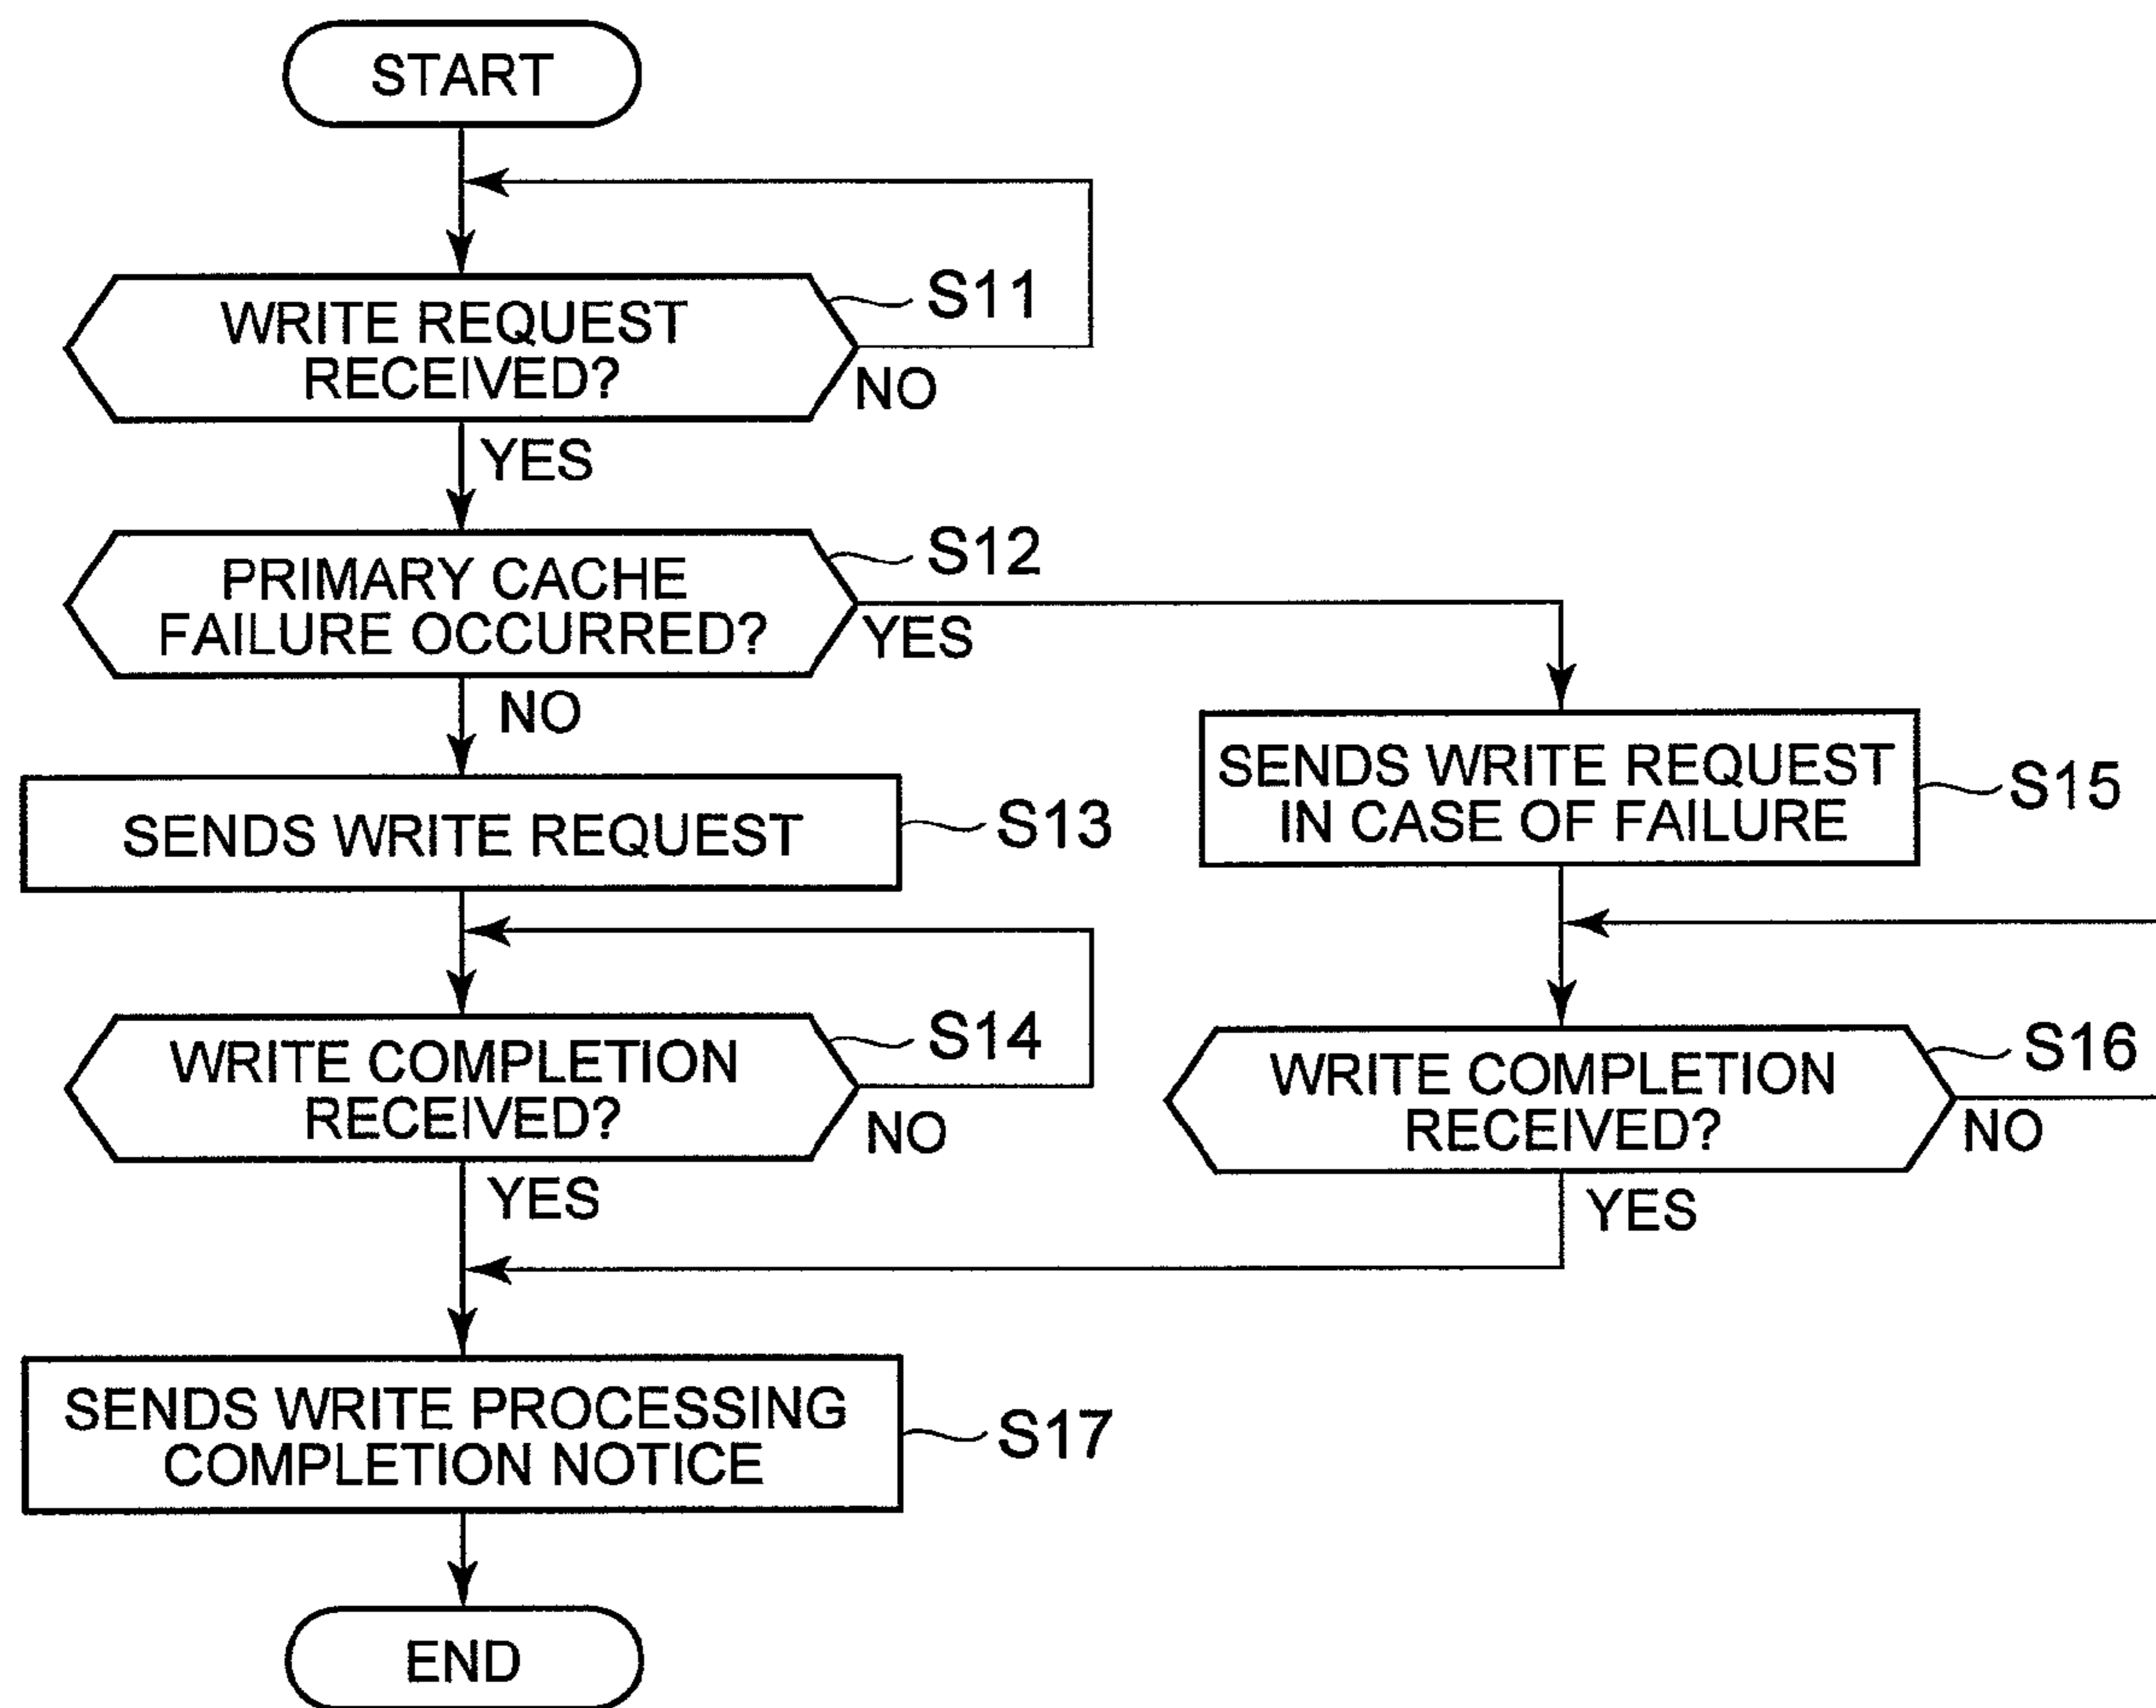 START
WRITE REQUEST
RECEIVED?
S11
NO
YES
PRIMARY CACHE
FAILURE OCCURRED?
S12
YES
NO
SENDS WRITE REQUEST
S13
SENDS WRITE REQUEST
IN CASE OF FAILURE
S15
WRITE COMPLETION
RECEIVED?
S14
NO
YES
WRITE COMPLETION
RECEIVED?
S16
NO
YES
SENDS WRITE PROCESSING
COMPLETION NOTICE
S17
END